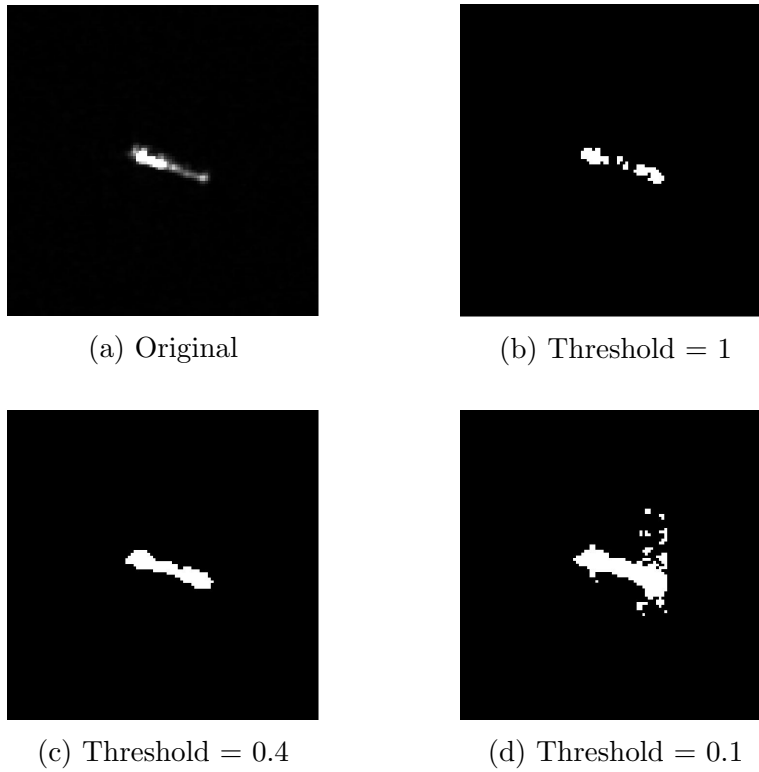 (a) Original
(b) Threshold = 1
(c) Threshold = 0.4
(d) Threshold = 0.1